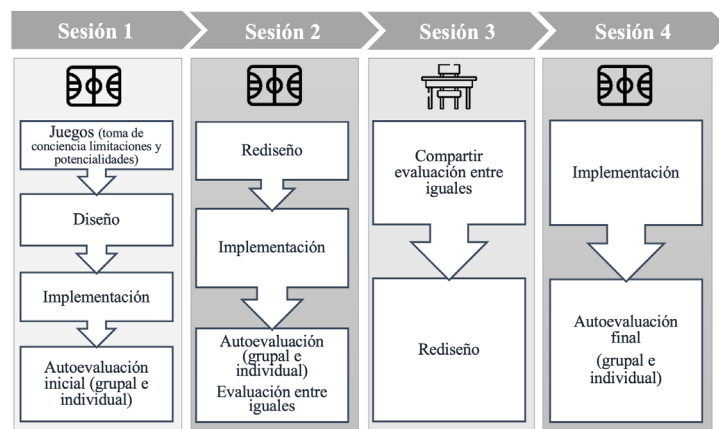 Sesión 1
Sesión 2
Sesión 3
Sesión 4
Juegos (toma de
conciencia limitaciones y
potencialidades)
Diseño
Implementación
Autoevaluación
inicial (grupal e
individual)
Rediseño
Implementación
Autoevaluación
(grupal e
individual)
Evaluación entre
iguales
Compartir
evaluación entre
iguales
Rediseño
Implementación
Autoevaluación
final
(grupal e
individual)